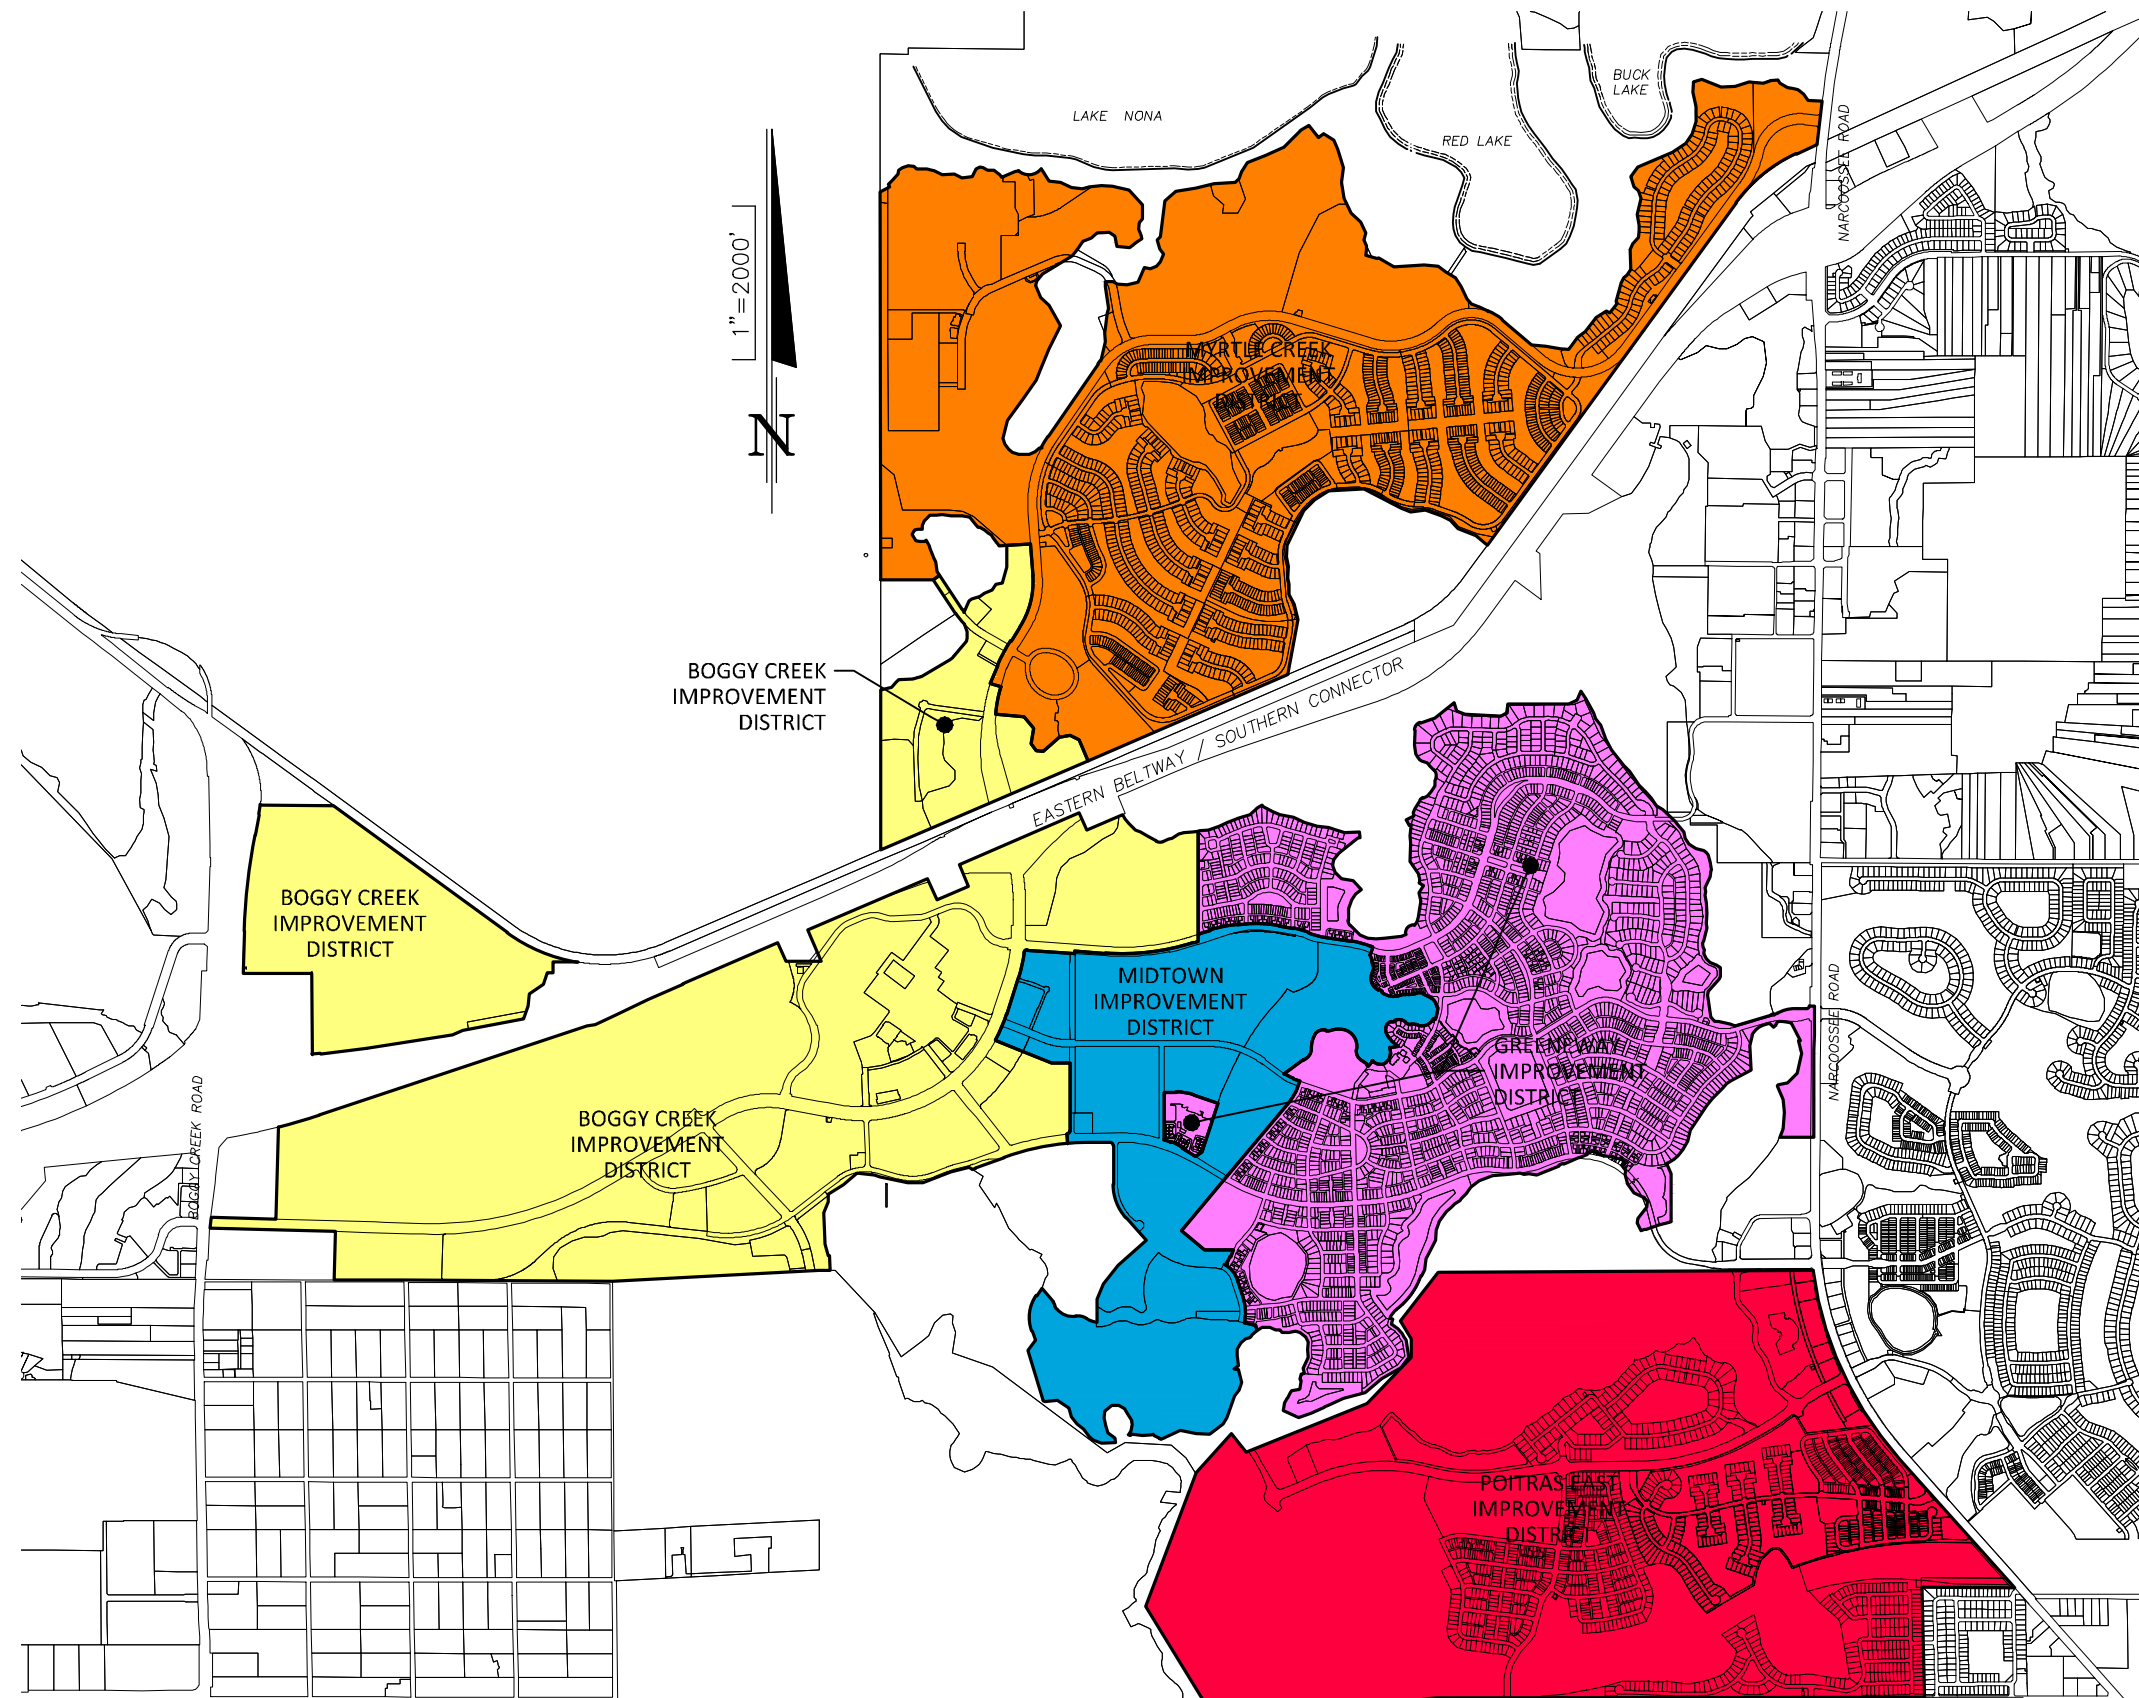 BUCK
LAKE
LAKE NONA
RED LAKE
NARCOOSSEE ROAD
1"=2000'
MYRTLE CREEK
IMPROVEMENT
DISTRICT
N
BOGGY CREEK
IMPROVEMENT
DISTRICT
EASTERN BELTWAY / SOUTHERN CONNECTOR
BOGGY CREEK
IMPROVEMENT
DISTRICT
MIDTOWN
IMPROVEMENT
DISTRICT
NARCOOSSEE ROAD
GREENEWAY
IMPROVEMENT
DISTRICT
BOGGY CREEK ROAD
BOGGY CREEK
IMPROVEMENT
DISTRICT
POITRAS EAST
IMPROVEMENT
DISTRICT